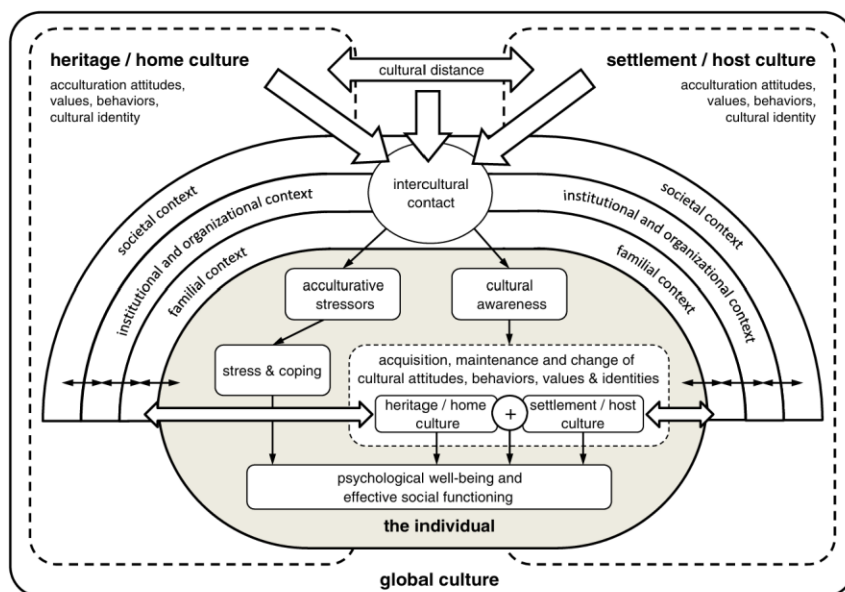 heritage / home culture
acculturation attitudes,
values, behaviors,
cultural identity
cultural distance
settlement / host culture
acculturation attitudes,
values, behaviors,
cultural identity
intercultural
contact
societal context
institutional and organizational context
familial context
societal context
institutional and organizational context
familial context
acculturative
stressors
cultural
awareness
stress & coping
acquisition, maintenance and change of
cultural attitudes, behaviors, values & identities
heritage / home
culture
+
settlement / host
culture
psychological well-being and
effective social functioning
the individual
global culture